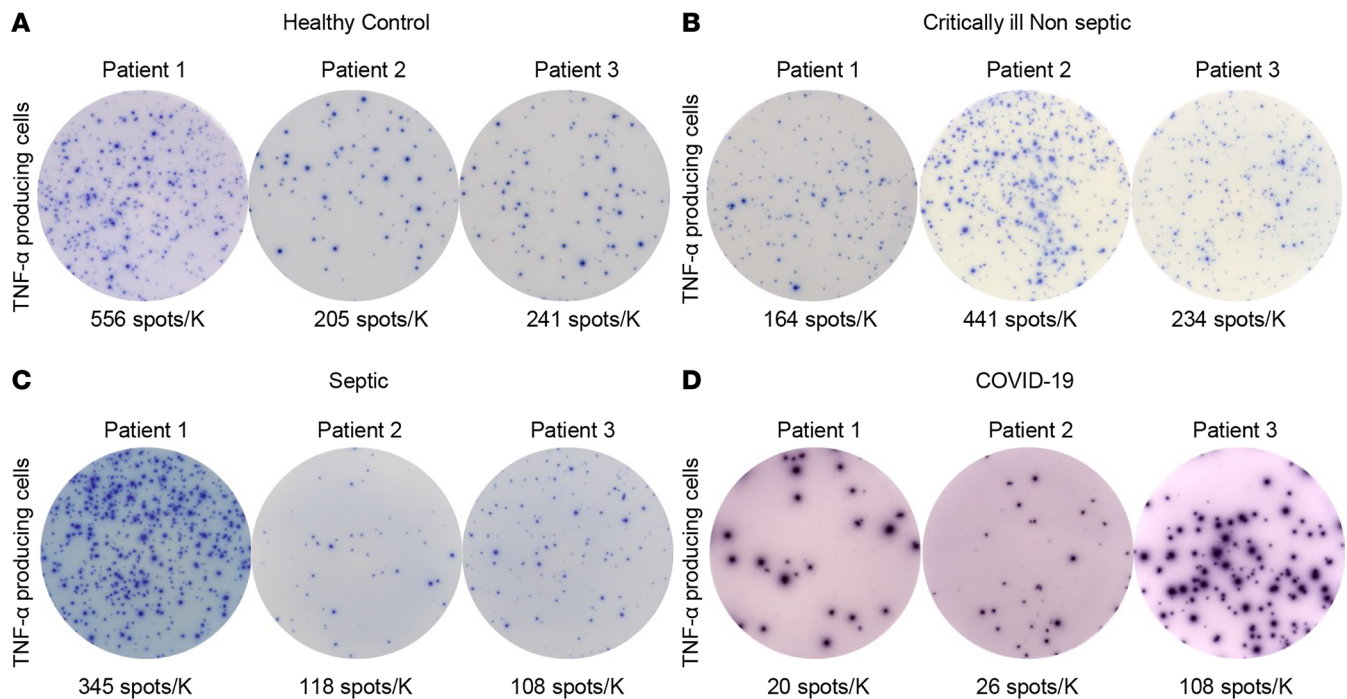 A
Healthy Control
Patient 1
Patient 2
Patient 3
TNF-α producing cells
556 spots/K
205 spots/K
241 spots/K
B
Critically ill Non septic
Patient 1
Patient 2
Patient 3
TNF-α producing cells
164 spots/K
441 spots/K
234 spots/K
C
Septic
Patient 1
Patient 2
Patient 3
TNF-α producing cells
345 spots/K
118 spots/K
108 spots/K
D
COVID-19
Patient 1
Patient 2
Patient 3
TNF-α producing cells
20 spots/K
26 spots/K
108 spots/K